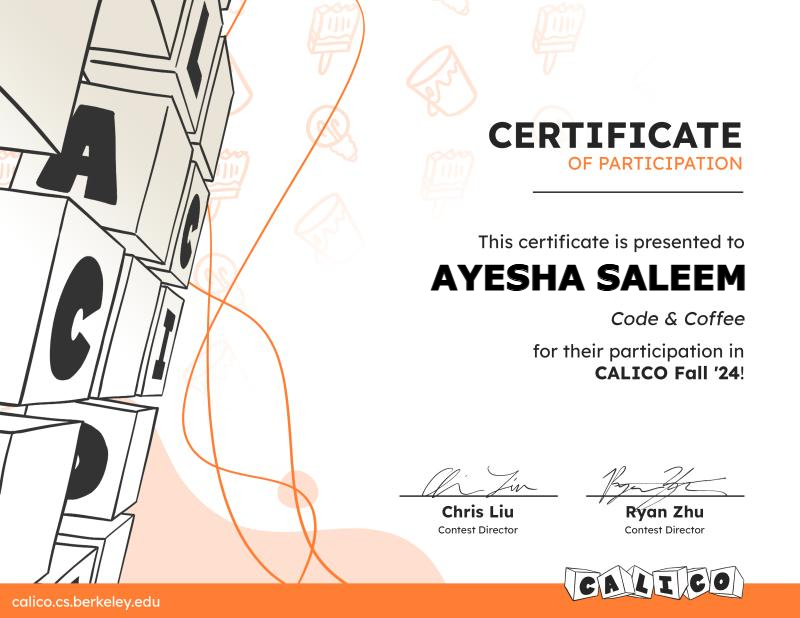 CERTIFICATE
OF PARTICIPATION
This certificate is presented to
AYESHA SALEEM
Code & Coffee
for their participation in
CALICO Fall '24!
Chris Liu
Contest Director
Ryan Zhu
Contest Director
CALICO
calico.cs.berkeley.edu